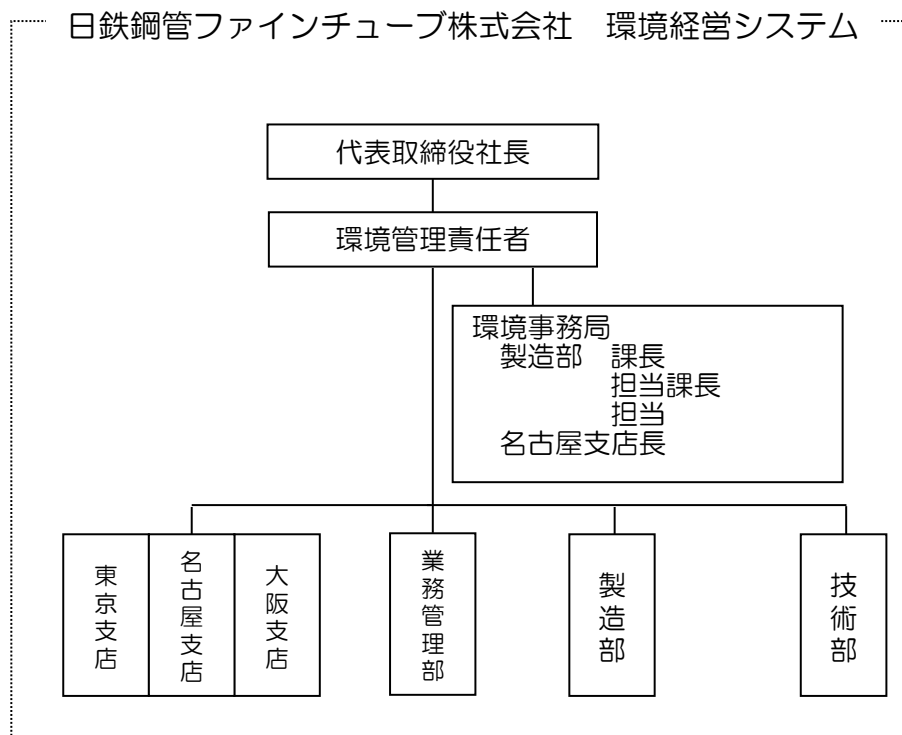 日鉄鋼管ファインチューブ株式会社　環境経営システム
代表取締役社長
環境管理責任者
環境事務局
製造部　課長
担当課長
担当
名古屋支店長
東京支店
名古屋支店
大阪支店
業務管理部
製造部
技術部